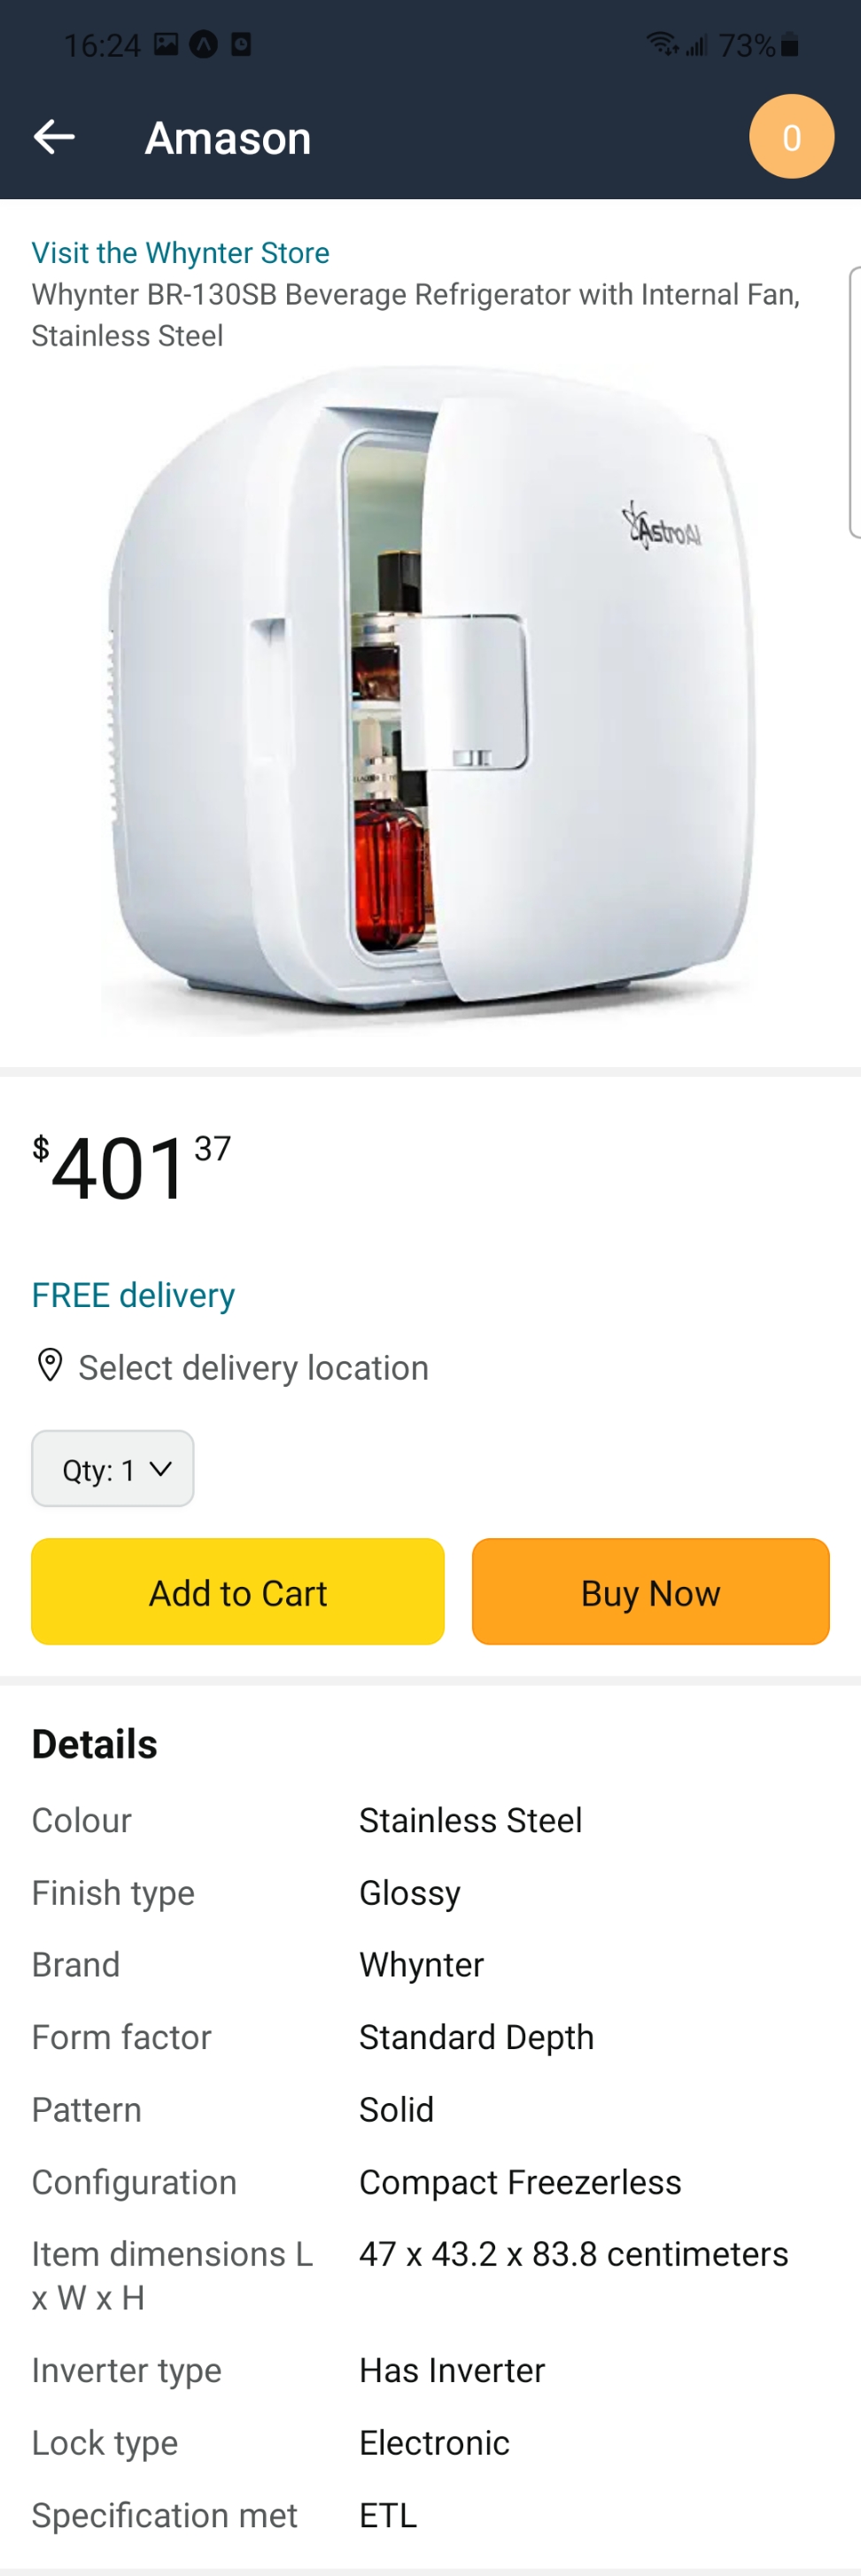 16:24
73%
Amason
0
Visit the Whynter Store
Whynter BR-130SB Beverage Refrigerator with Internal Fan,
Stainless Steel
AstroAI
$401 37
FREE delivery
Select delivery location
Qty: 1
Add to Cart
Buy Now
Details
Colour Stainless Steel
Finish type Glossy
Brand Whynter
Form factor Standard Depth
Pattern Solid
Configuration Compact Freezerless
Item dimensions L 47 x 43.2 x 83.8 centimeters
x W x H
Inverter type Has Inverter
Lock type Electronic
Specification met ETL